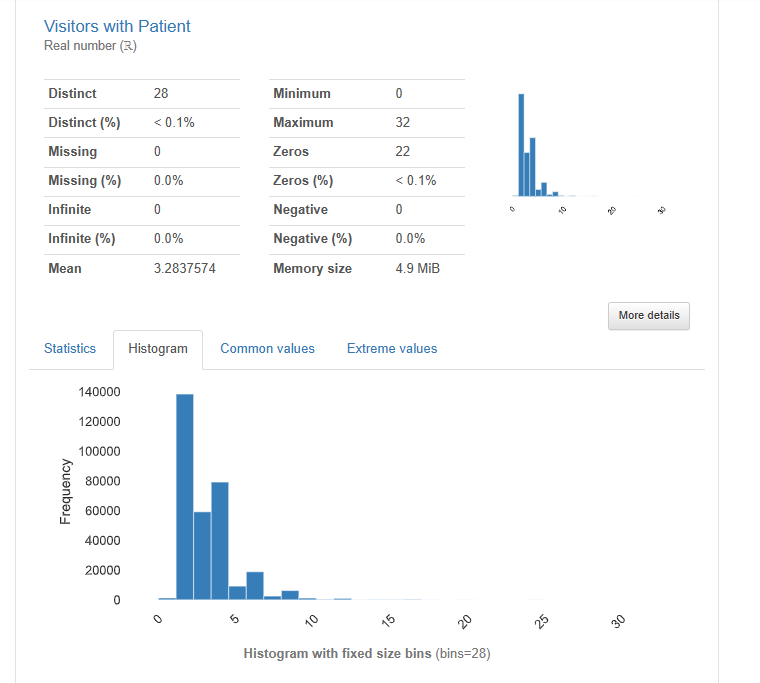 Visitors with Patient
Real number (ℝ)
Distinct 28
Distinct (%) < 0.1%
Missing 0
Missing (%) 0.0%
Infinite 0
Infinite (%) 0.0%
Mean 3.2837574
Minimum 0
Maximum 32
Zeros 22
Zeros (%) < 0.1%
Negative 0
Negative (%) 0.0%
Memory size 4.9 MiB
0 10 20 30
More details
Statistics Histogram Common values Extreme values
140000
120000
100000
80000
60000
40000
20000
0
Frequency
0 5 10 15 20 25 30
Histogram with fixed size bins (bins=28)